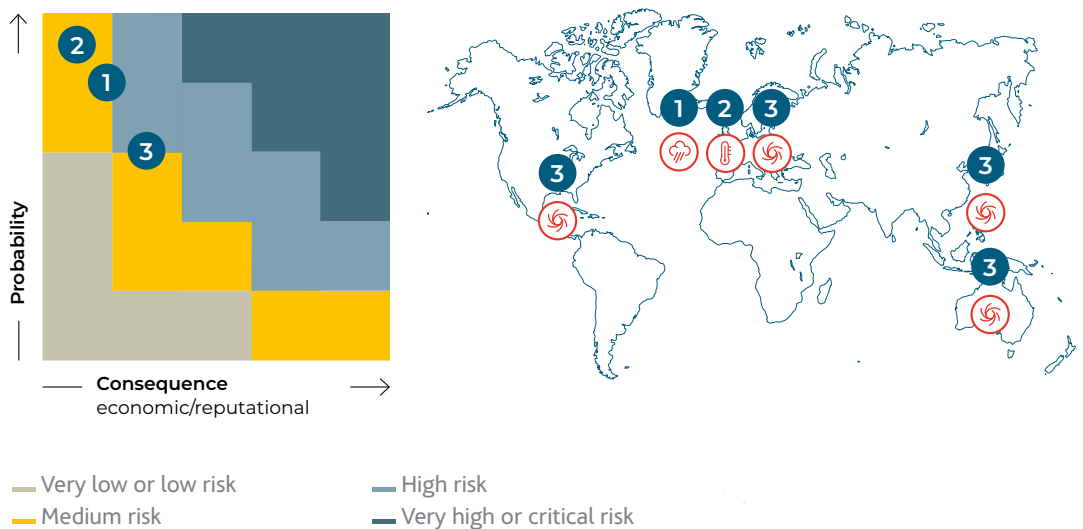 Probability
2
1
3
Consequence
economic/reputational
1
2
3
3
3
3
Very low or low risk
Medium risk
High risk
Very high or critical risk